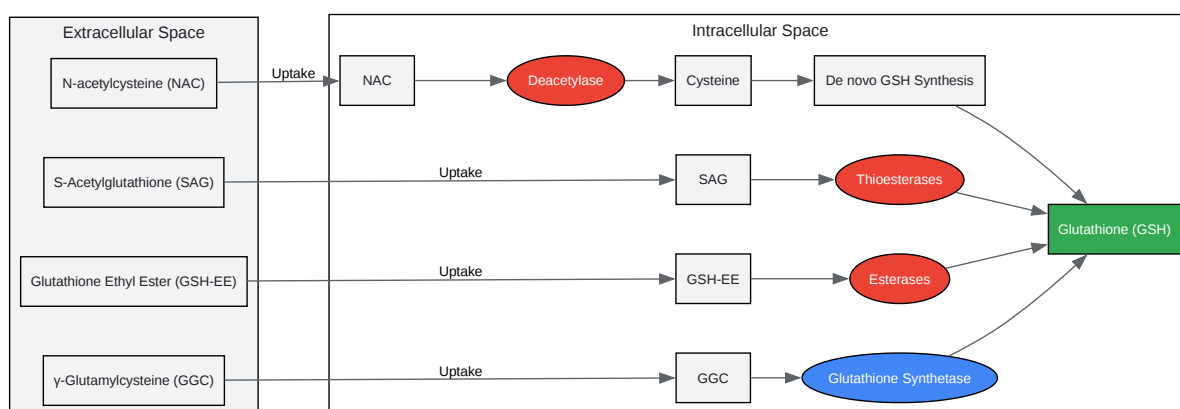 Extracellular Space
Intracellular Space
N-acetylcysteine (NAC)
Uptake
NAC
Deacetylase
Cysteine
De novo GSH Synthesis
S-Acetylglutathione (SAG)
Uptake
SAG
Thioesterases
Glutathione (GSH)
Glutathione Ethyl Ester (GSH-EE)
Uptake
GSH-EE
Esterases
γ-Glutamylcysteine (GGC)
Uptake
GGC
Glutathione Synthetase